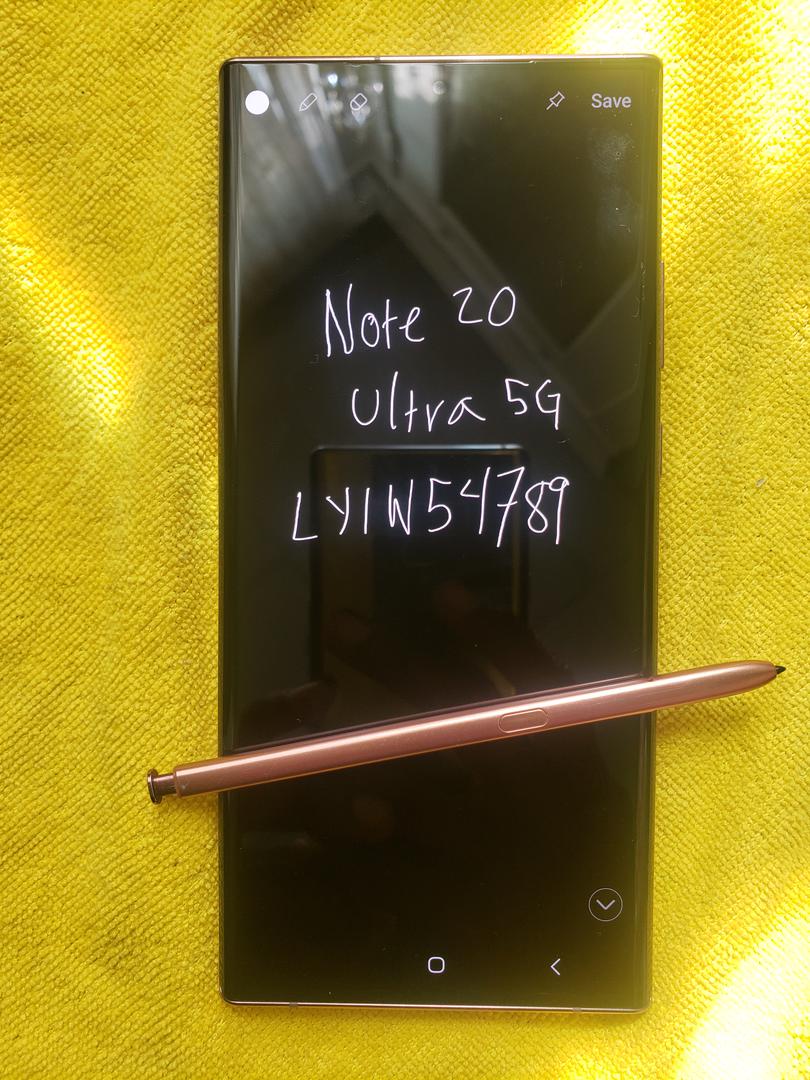 Save
Note 20
Ultra 5G
LYIW54789